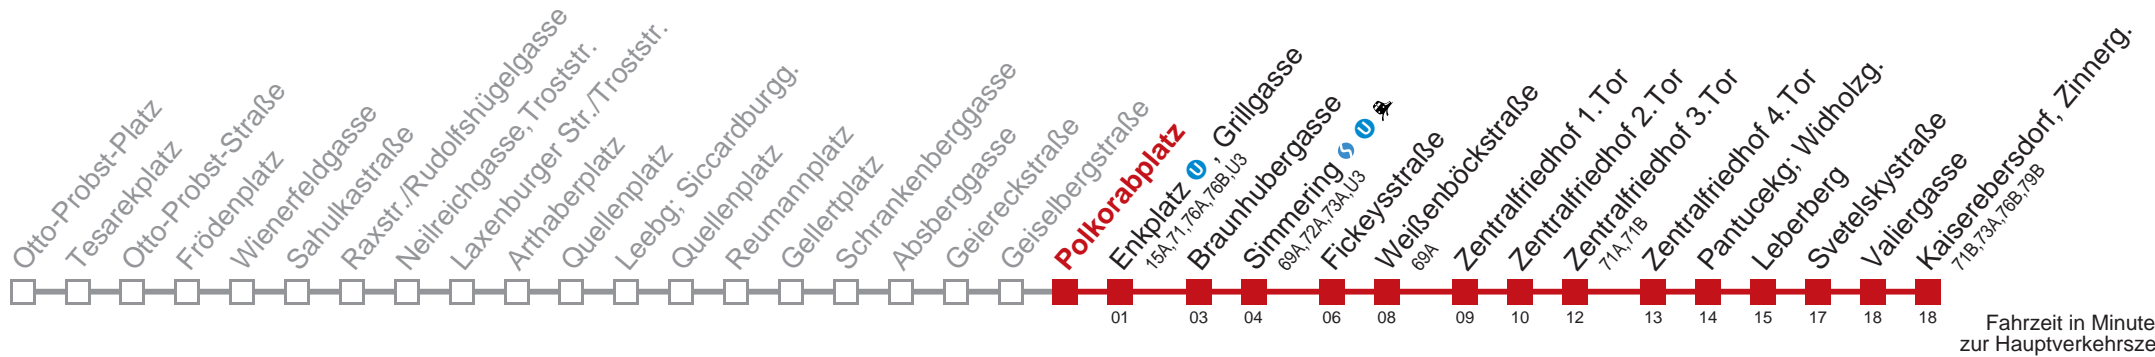 Otto-Probst-Platz
Tesarekplatz
Otto-Probst-Straße
Frödenplatz
Wienerfeldgasse
Sahulkastraße
Raxstr./Rudolfshügelgasse
Neilreichgasse, Troststr.
Laxenburger Str./Troststr.
Arthaberplatz
Quellenplatz
Leebg; Siccardburgg.
Quellenplatz
Reumannplatz
Gellertplatz
Schrankenberggasse
Absberggasse
Geiereckstraße
Geiselbergstraße
Polkorabplatz
Enkplatz U , Grillgasse
15A,71,76A,76B,U3
Braunhubergasse
Simmering S U
69A,72A,73A,U3
Fickeysstraße
Weißenböckstraße
69A
Zentralfriedhof 1.Tor
Zentralfriedhof 2.Tor
Zentralfriedhof 3.Tor
71A,71B
Zentralfriedhof 4.Tor
Pantucekg; Widholzg.
Leberberg
Svetelskystraße
Valiergasse
Kaiserebersdorf, Zinnerg.
71B,73A,76B,79B
01 03 04 06 08 09 10 12 13 14 15 17 18 18
Fahrzeit in Minute
zur Hauptverkehrsze